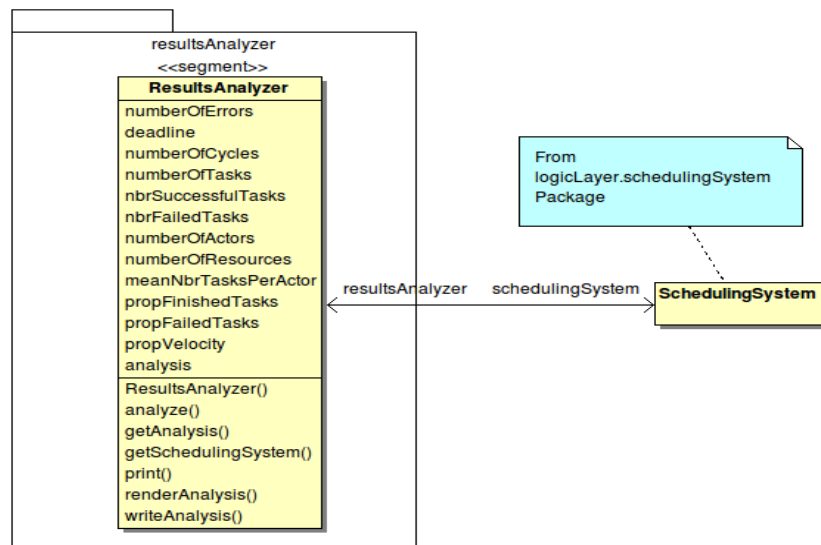 resultsAnalyzer
<<segment>>
ResultsAnalyzer
numberOfErrors
deadline
numberOfCycles
numberOfTasks
nbrSuccessfulTasks
nbrFailedTasks
numberOfActors
numberOfResources
meanNbrTasksPerActor
propFinishedTasks
propFailedTasks
propVelocity
analysis
ResultsAnalyzer()
analyze()
getAnalysis()
getSchedulingSystem()
print()
renderAnalysis()
writeAnalysis()
resultsAnalyzer
schedulingSystem
From
logicLayer.schedulingSystem
Package
SchedulingSystem